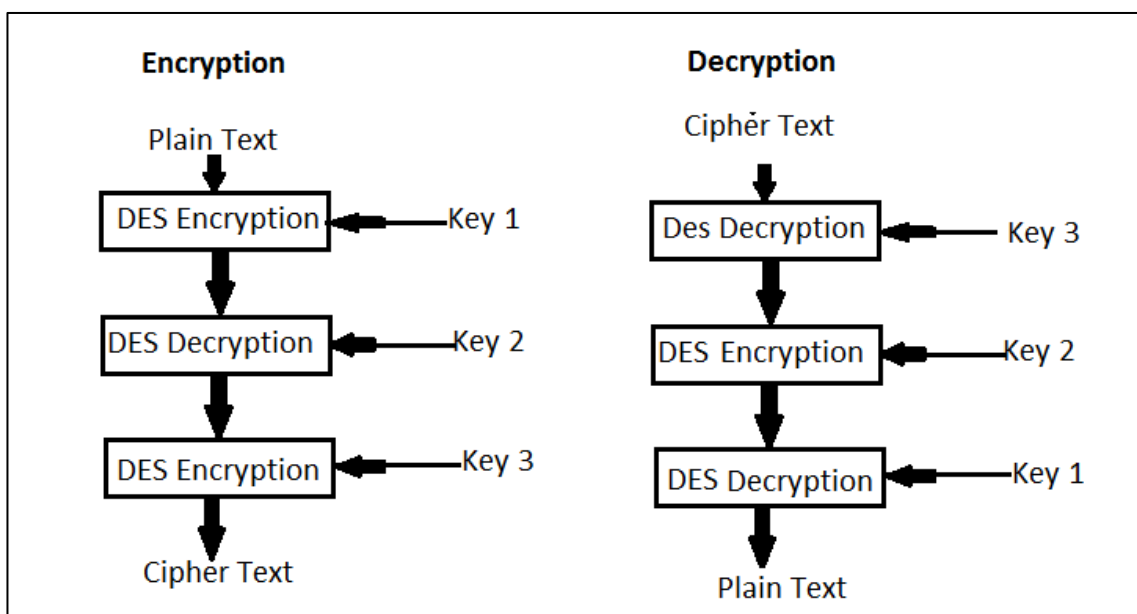 Encryption
Plain Text
DES Encryption
Key 1
DES Decryption
Key 2
DES Encryption
Key 3
Cipher Text
Decryption
Cipher Text
Des Decryption
Key 3
DES Encryption
Key 2
DES Decryption
Key 1
Plain Text